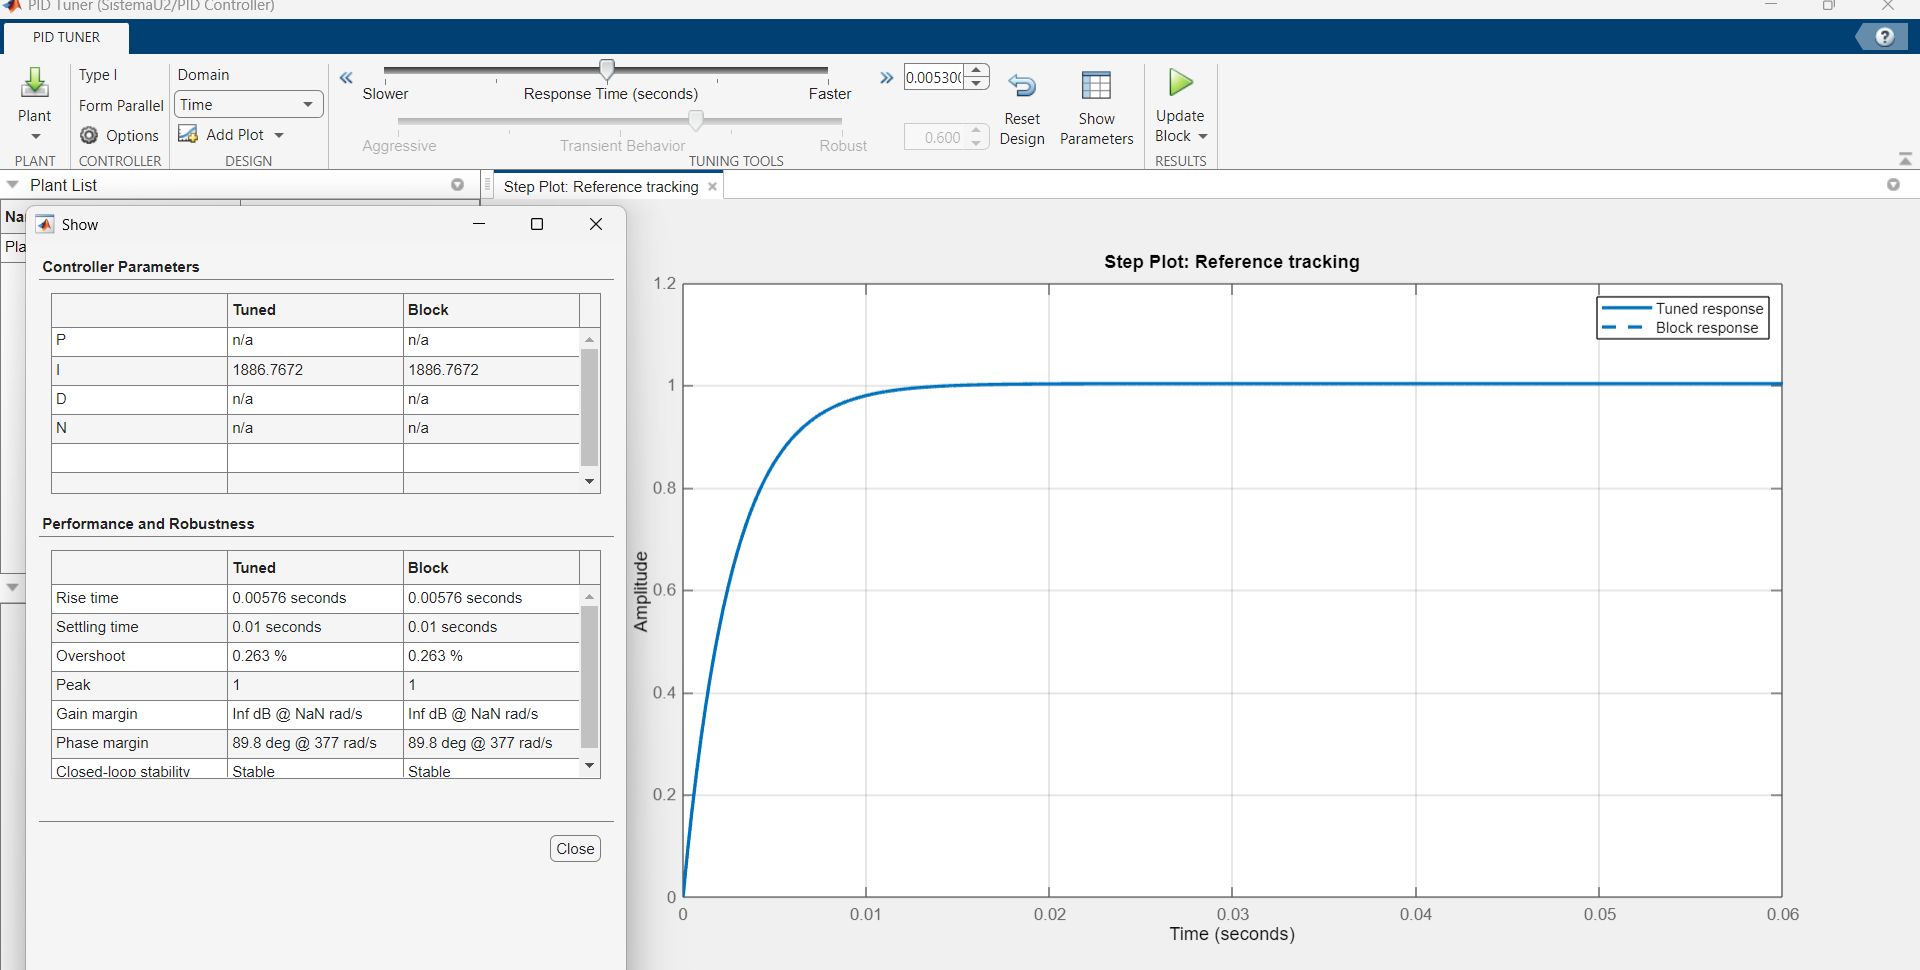 PID Tuner (SistemaU2/PID Controller)
PID TUNER
Plant
PLANT
Type I
Form Parallel
Options
CONTROLLER
Domain
Time
Add Plot
DESIGN
Slower
Response Time (seconds)
Faster
Aggressive
Transient Behavior
Robust
TUNING TOOLS
0.00530
0.600
Reset
Design
Show
Parameters
Update
Block
RESULTS
Plant List
Step Plot: Reference tracking
Na
Pla
Show
Controller Parameters
Tuned Block
P n/a n/a
I 1886.7672 1886.7672
D n/a n/a
N n/a n/a
Performance and Robustness
Tuned Block
Rise time 0.00576 seconds 0.00576 seconds
Settling time 0.01 seconds 0.01 seconds
Overshoot 0.263 % 0.263 %
Peak 1 1
Gain margin Inf dB @ NaN rad/s Inf dB @ NaN rad/s
Phase margin 89.8 deg @ 377 rad/s 89.8 deg @ 377 rad/s
Closed-loop stability Stable Stable
Close
Step Plot: Reference tracking
Tuned response
Block response
Amplitude
1.2
1
0.8
0.6
0.4
0.2
0
0 0.01 0.02 0.03 0.04 0.05 0.06
Time (seconds)